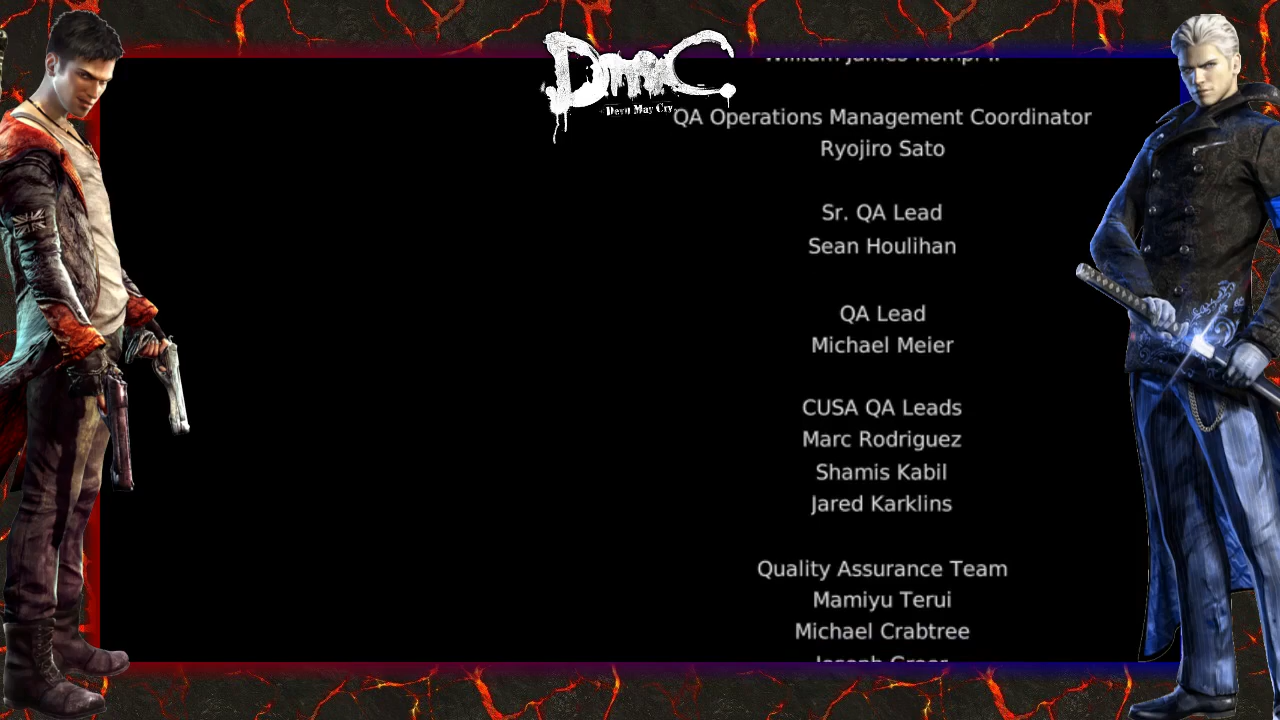 DmC
Devil May Cry
QA Operations Management Coordinator
Ryojiro Sato
Sr. QA Lead
Sean Houlihan
QA Lead
Michael Meier
CUSA QA Leads
Marc Rodriguez
Shamis Kabil
Jared Karklins
Quality Assurance Team
Mamiyu Terui
Michael Crabtree